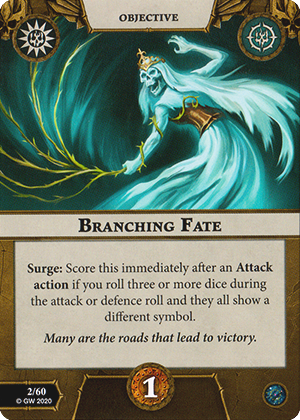 OBJECTIVE
BRANCHING FATE
Surge: Score this immediately after an Attack
action if you roll three or more dice during
the attack or defence roll and they all show a
different symbol.
Many are the roads that lead to victory.
2/60
© GW 2020
1